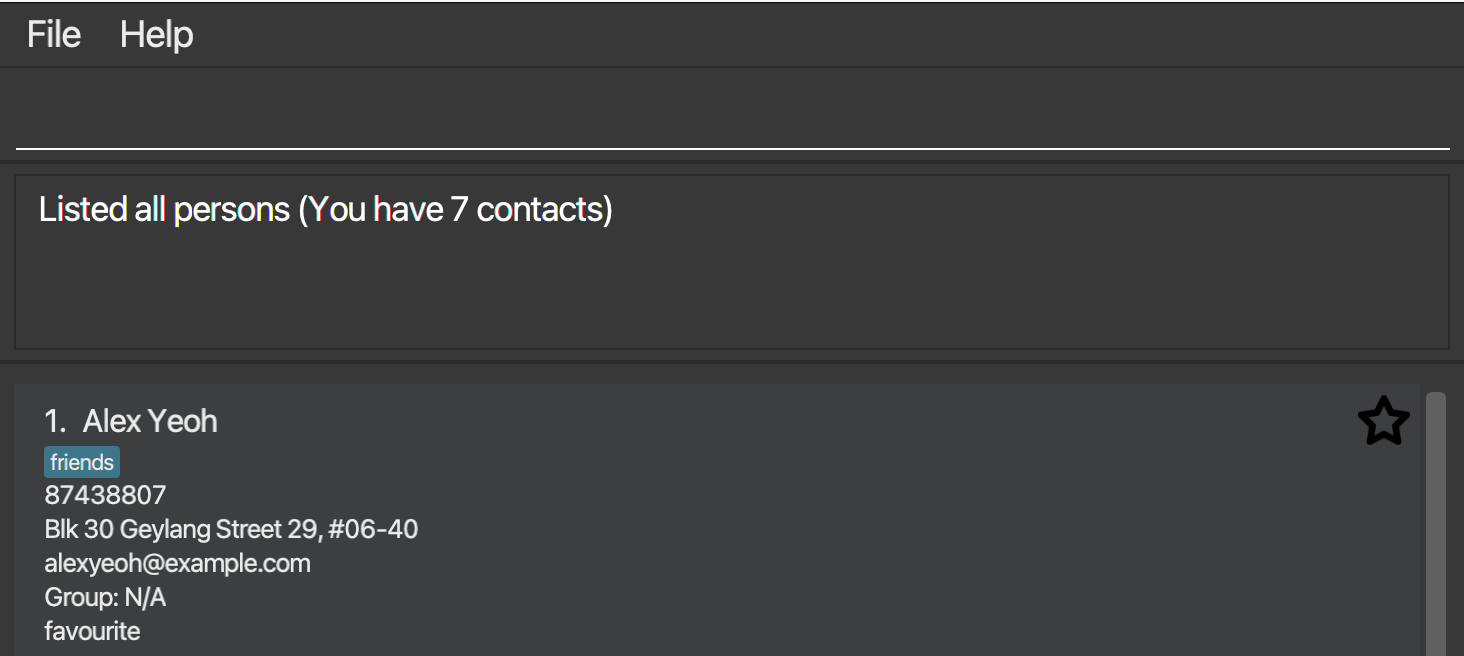 File Help
Listed all persons (You have 7 contacts)
1. Alex Yeoh
friends
87438807
Blk 30 Geylang Street 29, #06-40
alexyeoh@example.com
Group: N/A
favourite